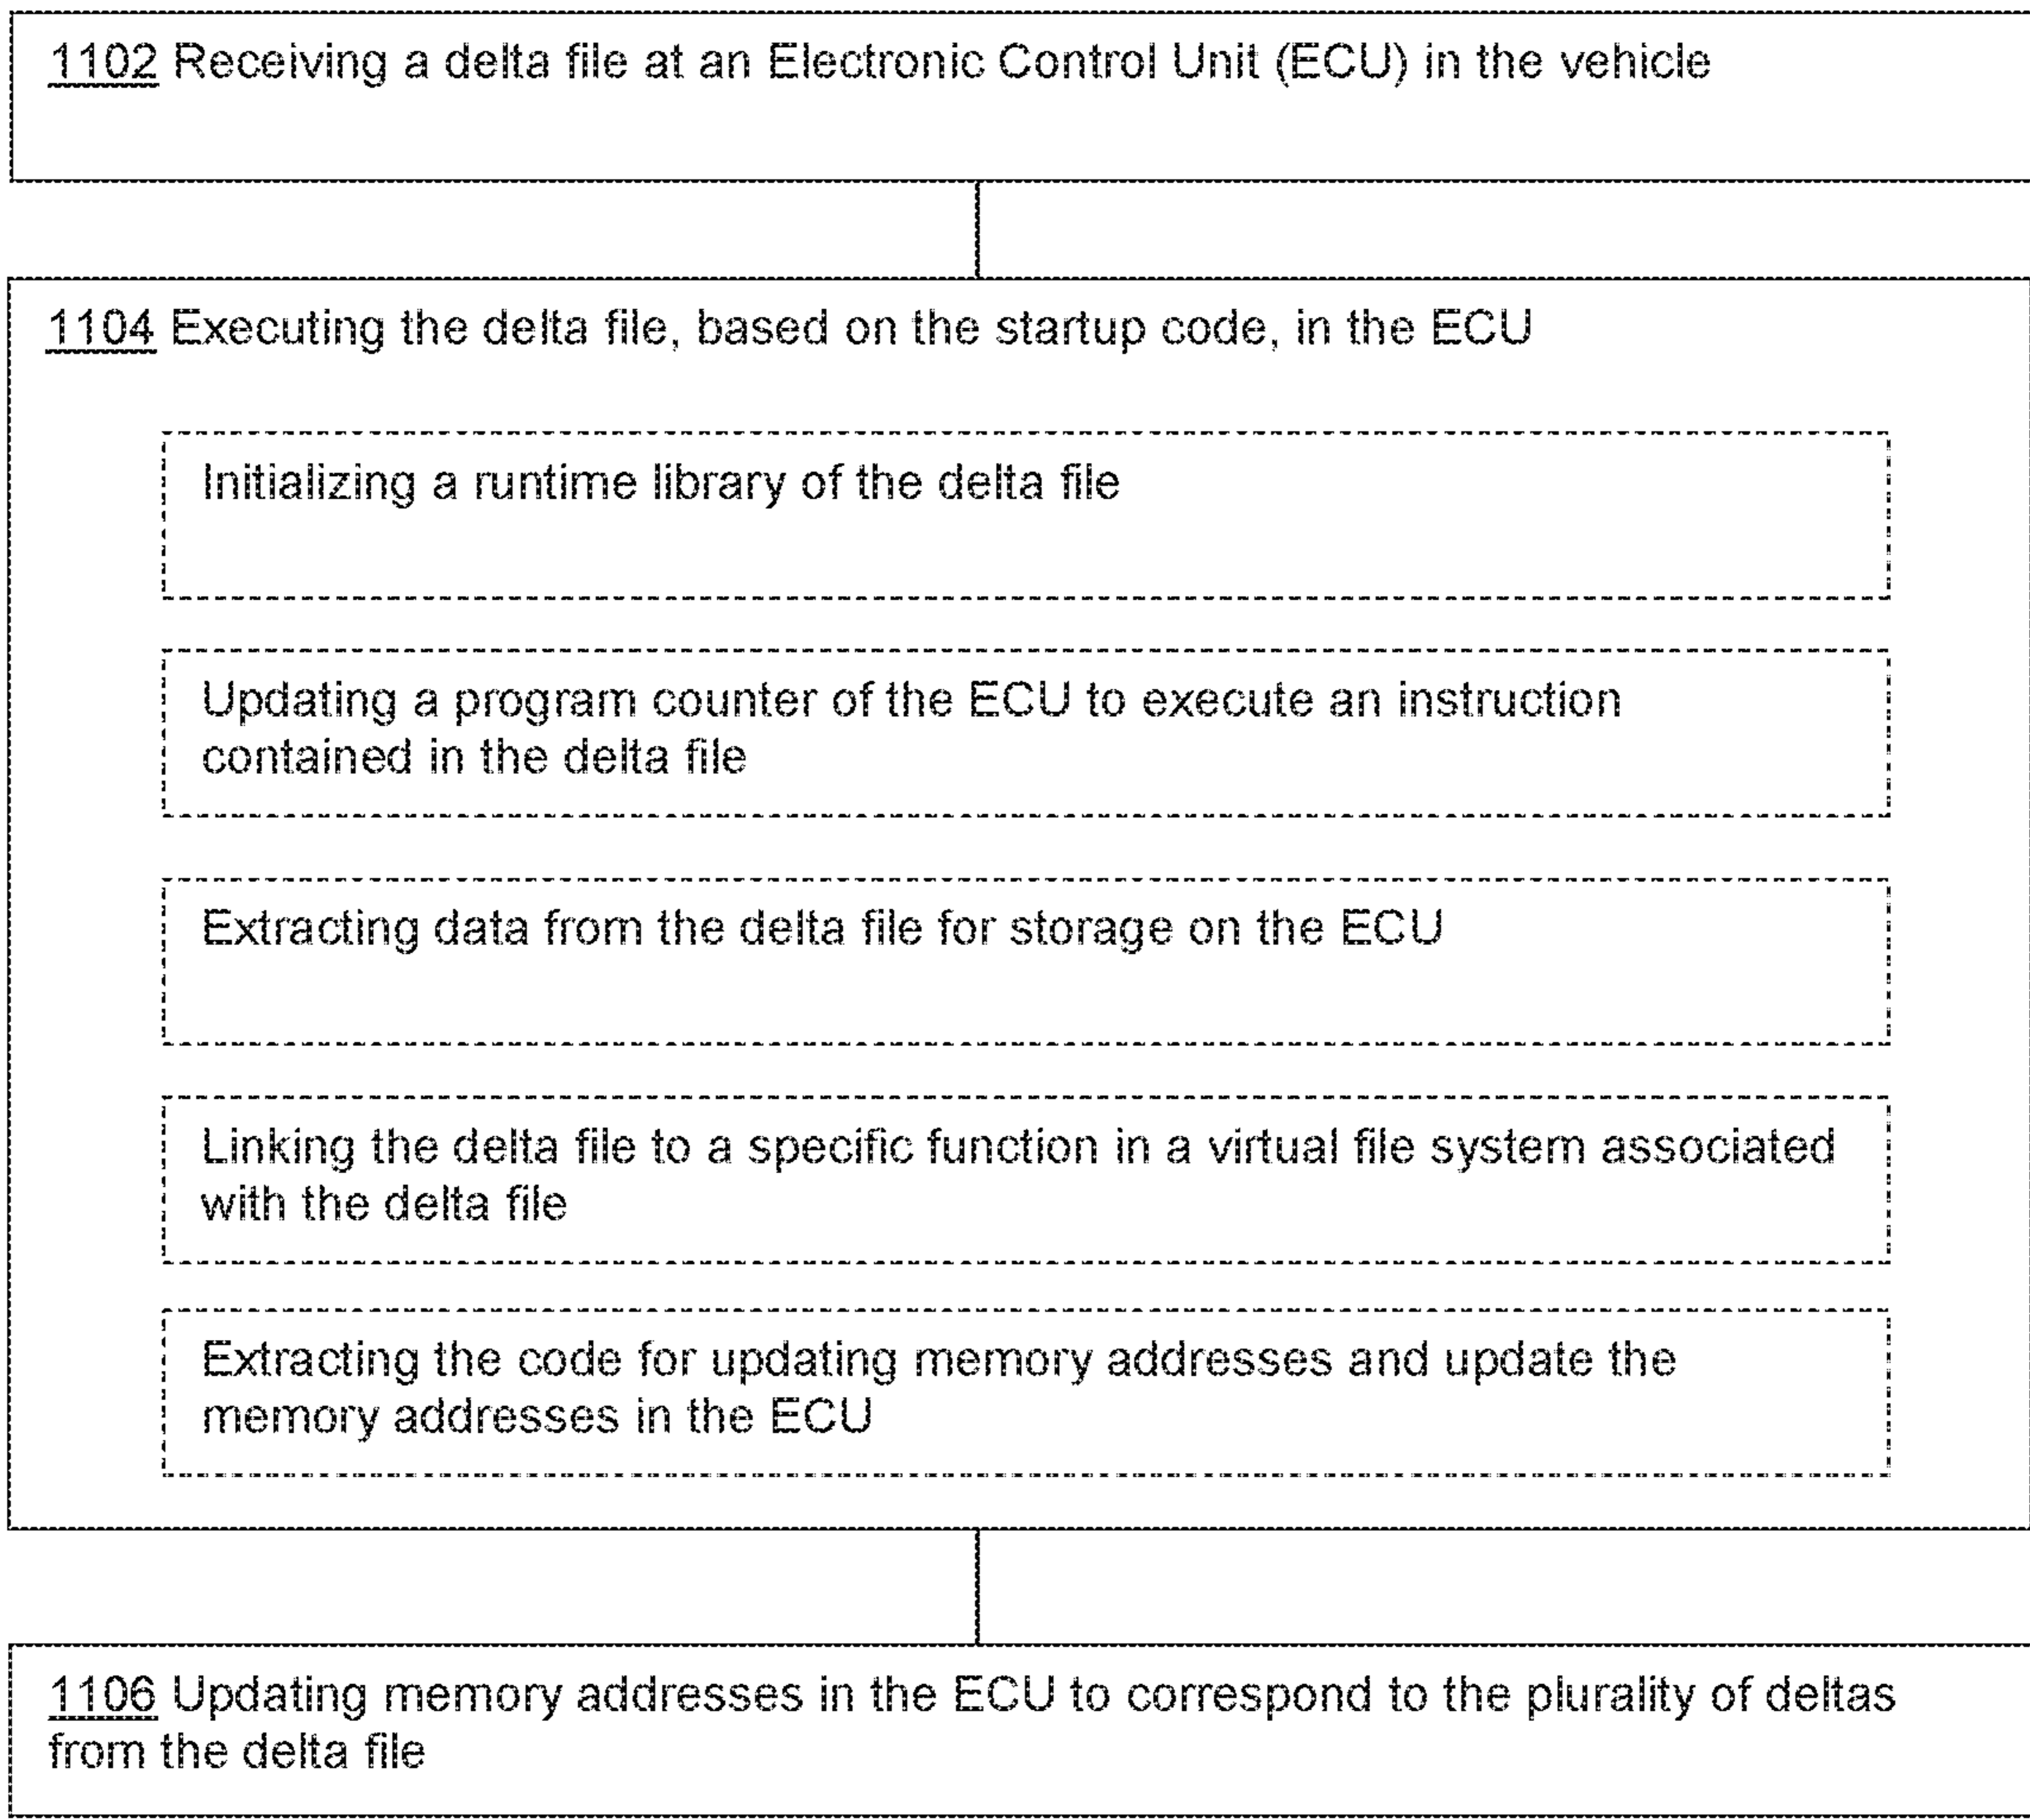 1102 Receiving a delta file at an Electronic Control Unit (ECU) in the vehicle
1104 Executing the delta file, based on the startup code, in the ECU
Initializing a runtime library of the delta file
Updating a program counter of the ECU to execute an instruction
contained in the delta file
Extracting data from the delta file for storage on the ECU
Linking the delta file to a specific function in a virtual file system associated
with the delta file
Extracting the code for updating memory addresses and update the
memory addresses in the ECU
1106 Updating memory addresses in the ECU to correspond to the plurality of deltas
from the delta file